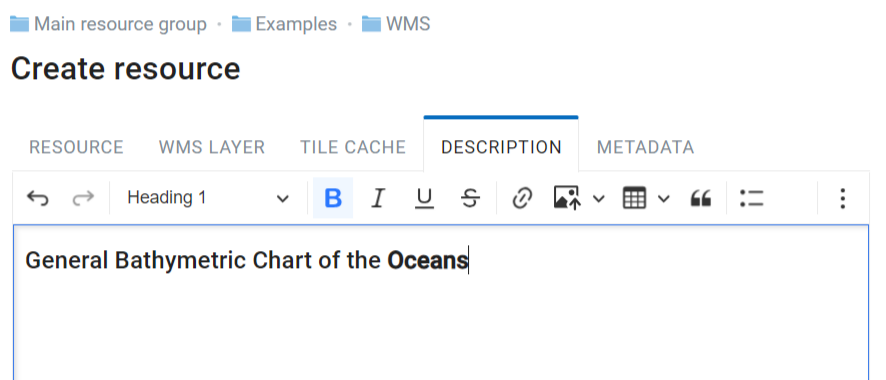 Main resource group · Examples · WMS
Create resource
RESOURCE WMS LAYER TILE CACHE DESCRIPTION METADATA
Heading 1 B I U S
General Bathymetric Chart of the Oceans